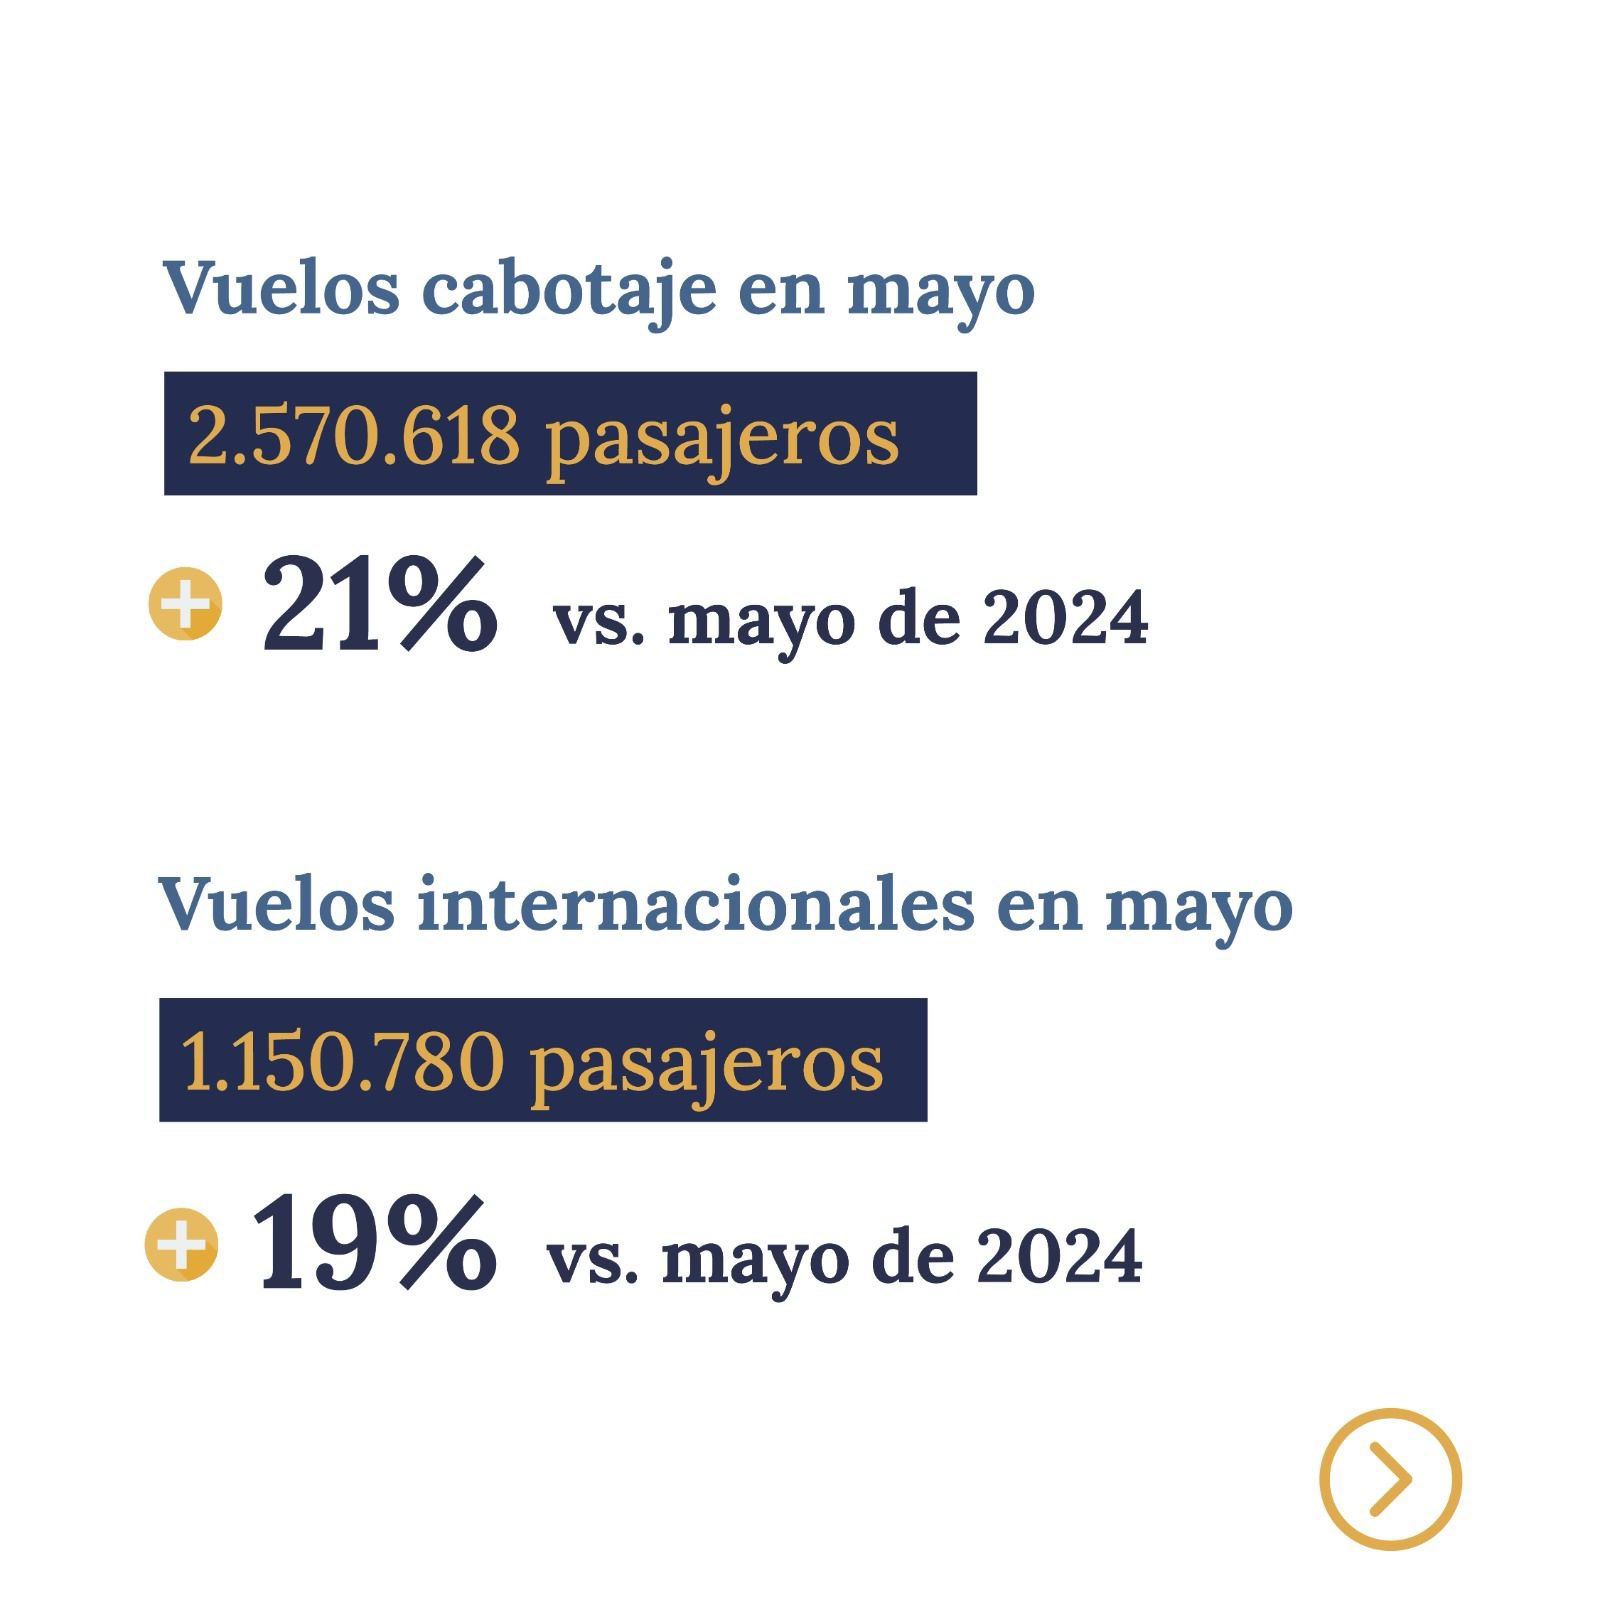 Vuelos cabotaje en mayo
2.570.618 pasajeros
+ 21% vs. mayo de 2024
Vuelos internacionales en mayo
1.150.780 pasajeros
+ 19% vs. mayo de 2024